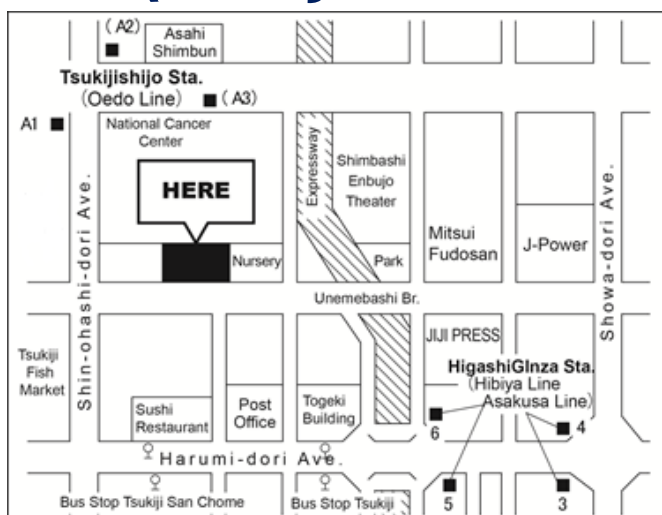 (A2)
Asahi
Shimbun
Tsukijishijo Sta.
(Oedo Line)
(A3)
A1
National Cancer
Center
HERE
Nursery
Expressway
Shimbashi
Enbujo
Theater
Park
Mitsui
Fudosan
J-Power
Shin-ohashi-dori Ave.
Showa-dori Ave.
Unemebashi Br.
JIJI PRESS
Tsukiji
Fish
Market
HigashiGInza Sta.
(Hibiya Line
Asakusa Line)
Sushi
Restaurant
Post
Office
Togeki
Building
6
4
Harumi-dori Ave.
Bus Stop Tsukiji San Chome
Bus Stop Tsukiji
5
3